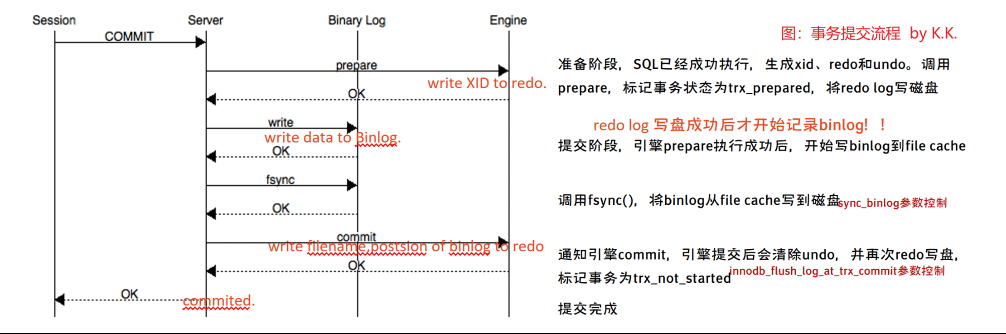 Session Server Binary Log Engine
图：事务提交流程 by K.K.
COMMIT
准备阶段，SQL已经成功执行，生成xid、redo和undo。调用
prepare
prepare，标记事务状态为trx_prepared，将redo log写磁盘
write XID to redo.
OK
redo log 写盘成功后才开始记录binlog！！
write
write data to Binlog.
提交阶段，引擎prepare执行成功后，开始写binlog到file cache
OK
fsync
调用fsync()，将binlog从file cache写到磁盘sync_binlog参数控制
OK
commit
write filename,postsion of binlog to redo
通知引擎commit，引擎提交后会清除undo，并再次redo写盘，
OK
标记事务为trx_not_startedinnodb_flush_log_at_trx_commit参数控制
OK
commited.
提交完成